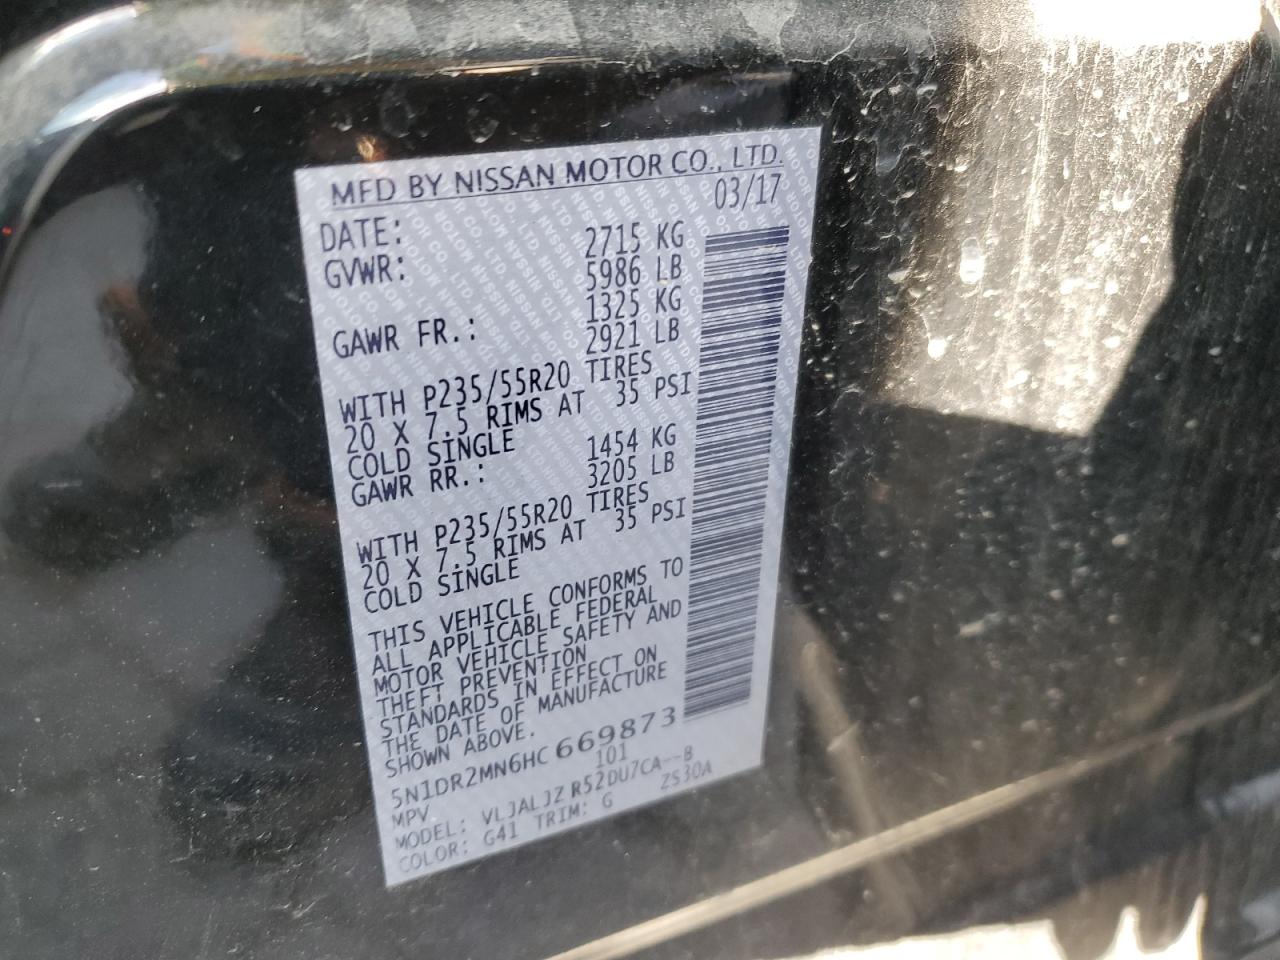 MFD BY NISSAN MOTOR CO., LTD.
DATE: 03/17
GVWR: 2715 KG
5986 LB
GAWR FR.: 1325 KG
2921 LB
WITH P235/55R20 TIRES
20 X 7.5 RIMS AT 35 PSI
COLD SINGLE
GAWR RR.: 1454 KG
3205 LB
WITH P235/55R20 TIRES
20 X 7.5 RIMS AT 35 PSI
COLD SINGLE
THIS VEHICLE CONFORMS TO
ALL APPLICABLE FEDERAL
MOTOR VEHICLE SAFETY AND
THEFT PREVENTION
STANDARDS IN EFFECT ON
THE DATE OF MANUFACTURE
SHOWN ABOVE.
5N1DR2MN6HC669873
MPV 101
MODEL: VLJALJZ R52DU7CA--B
COLOR: G41 TRIM: G ZS30A